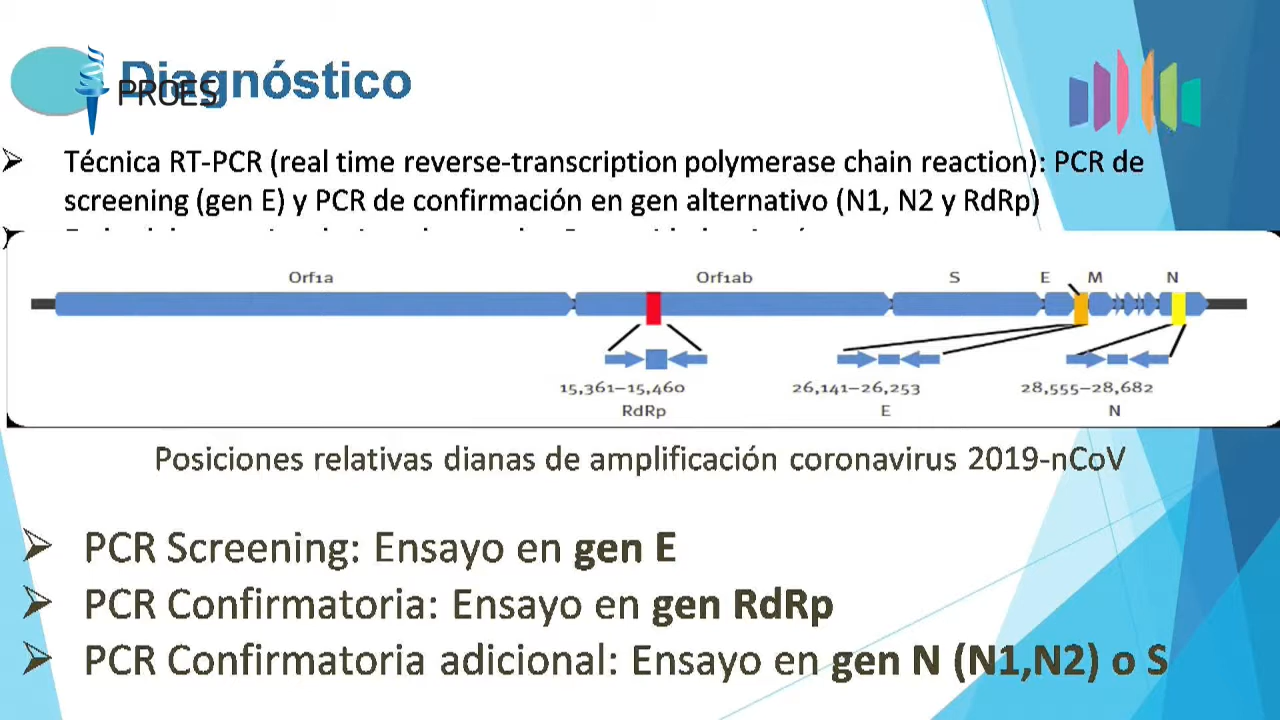 Diagnóstico
PROES
Técnica RT-PCR (real time reverse-transcription polymerase chain reaction): PCR de
screening (gen E) y PCR de confirmación en gen alternativo (N1, N2 y RdRp)
Orf1a Orf1ab S E M N
15,361–15,460 26,141–26,253 28,555–28,682
RdRp E N
Posiciones relativas dianas de amplificación coronavirus 2019-nCoV
PCR Screening: Ensayo en gen E
PCR Confirmatoria: Ensayo en gen RdRp
PCR Confirmatoria adicional: Ensayo en gen N (N1,N2) o S